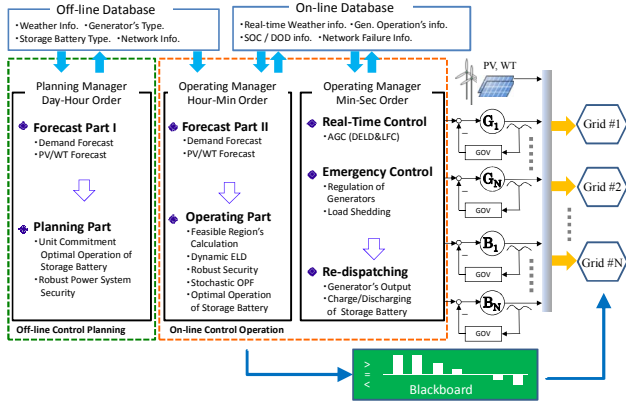 Off-line Database
・Weather Info. ・Generator's Type.
・Storage Battery Type. ・Network Info.
On-line Database
・Real-time Weather info. ・Gen. Operation's info.
・SOC / DOD info. ・Network Failure Info.
Planning Manager
Day-Hour Order
Forecast Part I
・Demand Forecast
・PV/WT Forecast
Planning Part
・Unit Commitment
Optimal Operation of
Storage Battery
・Robust Power System
Security
Off-line Control Planning
Operating Manager
Hour-Min Order
Forecast Part II
・Demand Forecast
・PV/WT Forecast
Operating Part
・Feasible Region's
Calculation
・Dynamic ELD
・Robust Security
・Stochastic OPF
・Optimal Operation
of Storage Battery
On-line Control Operation
Operating Manager
Min-Sec Order
Real-Time Control
・AGC (DELD&LFC)
Emergency Control
・Regulation of
Generators
・Load Shedding
Re-dispatching
・Generator's Output
・Charge/Discharging
of Storage Battery
PV, WT
G1
GOV
GN
GOV
B1
GOV
BN
GOV
Grid #1
Grid #2
Grid #N
>
=
<
Blackboard